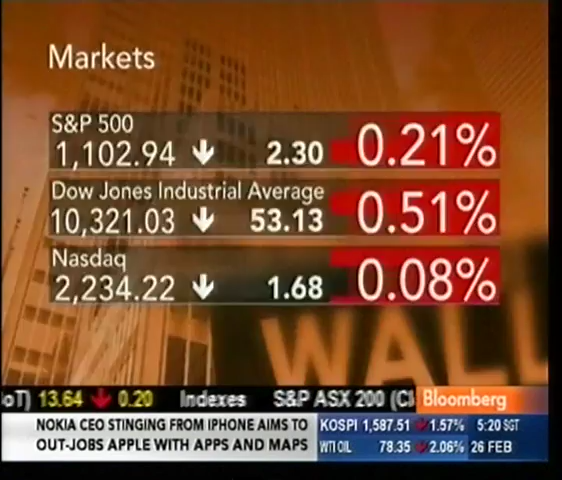 Markets
S&P 500
1,102.94 ↓ 2.30 0.21%
Dow Jones Industrial Average
10,321.03 ↓ 53.13 0.51%
Nasdaq
2,234.22 ↓ 1.68 0.08%
WALL
oT) 13.64 ↓ 0.20 Indexes S&P ASX 200 (Cl
Bloomberg
NOKIA CEO STINGING FROM IPHONE AIMS TO
OUT-JOBS APPLE WITH APPS AND MAPS
KOSPI 1,587.51 ↓ 1.57% 5:20 SGT
WTI OIL 78.35 ↓ 2.06% 26 FEB